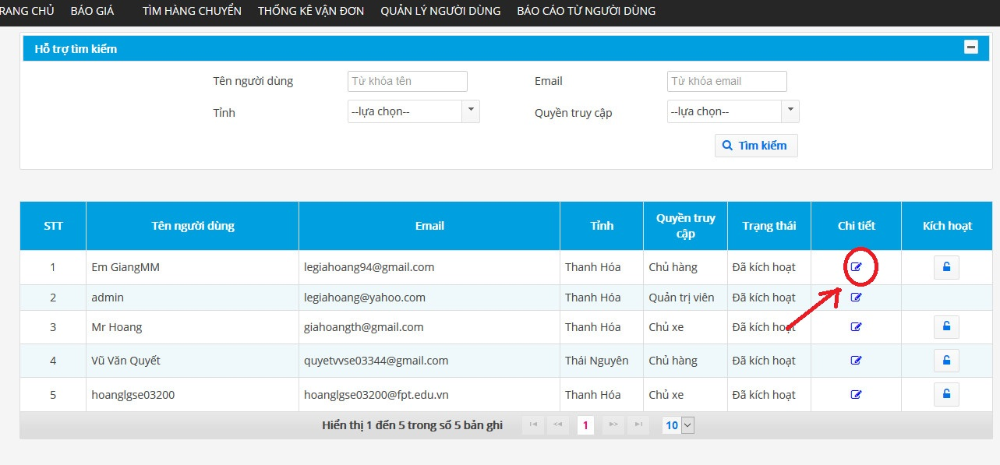 RANG CHỦ BÁO GIÁ TÌM HÀNG CHUYỂN THỐNG KÊ VẬN ĐƠN QUẢN LÝ NGƯỜI DÙNG BÁO CÁO TỪ NGƯỜI DÙNG
Hỗ trợ tìm kiếm
Tên người dùng Từ khóa tên Email Từ khóa email
Tỉnh --lựa chọn-- Quyền truy cập --lựa chọn--
Tìm kiếm
STT Tên người dùng Email Tỉnh Quyền truy cập Trạng thái Chi tiết Kích hoạt
1 Em GiangMM legiahoang94@gmail.com Thanh Hóa Chủ hàng Đã kích hoạt
2 admin legiahoang@yahoo.com Thanh Hóa Quản trị viên Đã kích hoạt
3 Mr Hoang giahoangth@gmail.com Thanh Hóa Chủ xe Đã kích hoạt
4 Vũ Văn Quyết quyetvvse03344@gmail.com Thái Nguyên Chủ hàng Đã kích hoạt
5 hoanglgse03200 hoanglgse03200@fpt.edu.vn Thanh Hóa Chủ xe Đã kích hoạt
Hiển thị 1 đến 5 trong số 5 bản ghi 1 10